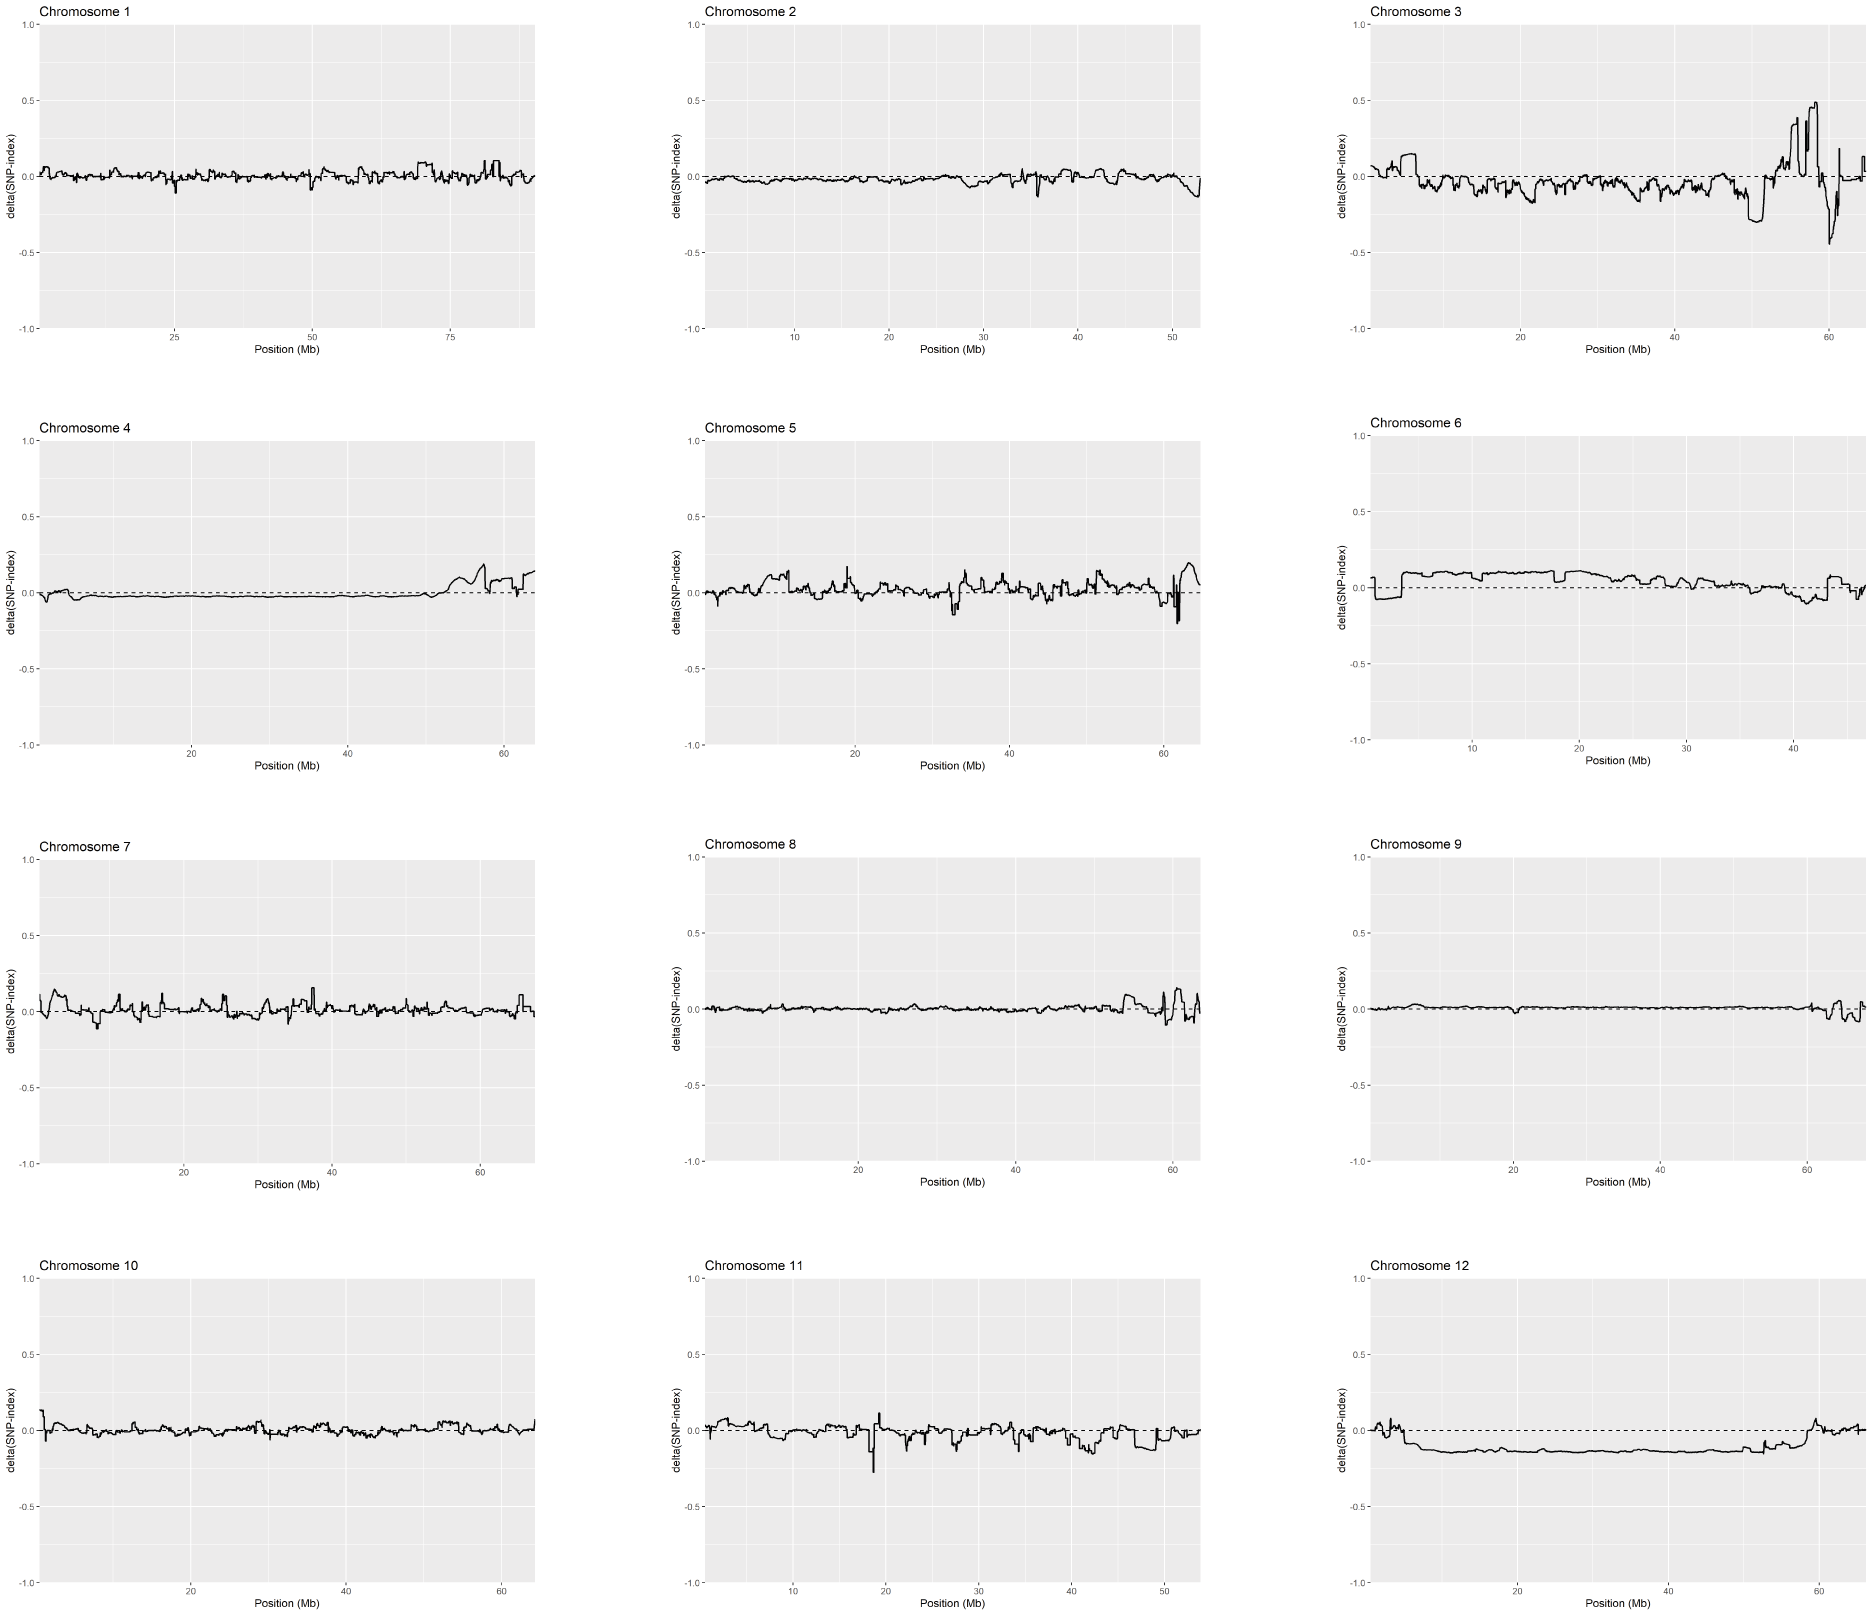 Chromosome 1
1.0
0.5
0.0
-0.5
-1.0
delta(SNP-index)
25 50 75
Position (Mb)
Chromosome 2
1.0
0.5
0.0
-0.5
-1.0
delta(SNP-index)
10 20 30 40 50
Position (Mb)
Chromosome 3
1.0
0.5
0.0
-0.5
-1.0
delta(SNP-index)
20 40 60
Position (Mb)
Chromosome 4
1.0
0.5
0.0
-0.5
-1.0
delta(SNP-index)
20 40 60
Position (Mb)
Chromosome 5
1.0
0.5
0.0
-0.5
-1.0
delta(SNP-index)
20 40 60
Position (Mb)
Chromosome 6
1.0
0.5
0.0
-0.5
-1.0
delta(SNP-index)
10 20 30 40
Position (Mb)
Chromosome 7
1.0
0.5
0.0
-0.5
-1.0
delta(SNP-index)
20 40 60
Position (Mb)
Chromosome 8
1.0
0.5
0.0
-0.5
-1.0
delta(SNP-index)
20 40 60
Position (Mb)
Chromosome 9
1.0
0.5
0.0
-0.5
-1.0
delta(SNP-index)
20 40 60
Position (Mb)
Chromosome 10
1.0
0.5
0.0
-0.5
-1.0
delta(SNP-index)
20 40 60
Position (Mb)
Chromosome 11
1.0
0.5
0.0
-0.5
-1.0
delta(SNP-index)
10 20 30 40 50
Position (Mb)
Chromosome 12
1.0
0.5
0.0
-0.5
-1.0
delta(SNP-index)
20 40 60
Position (Mb)